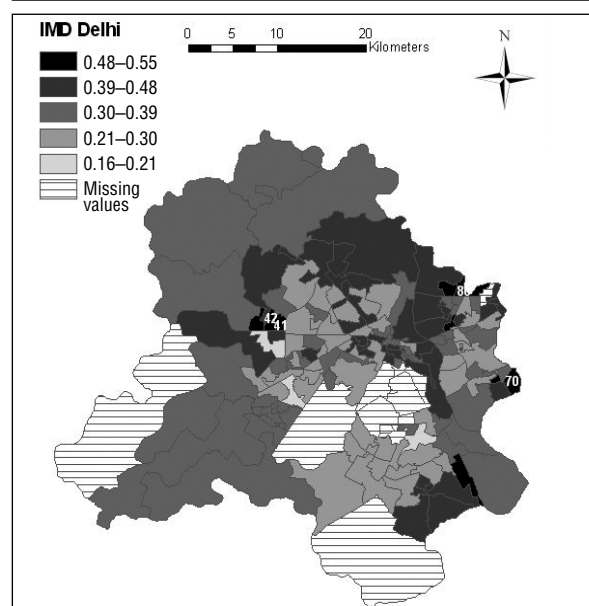 IMD Delhi
0 5 10 20
Kilometers
N
0.48–0.55
0.39–0.48
0.30–0.39
0.21–0.30
0.16–0.21
Missing
values
42
41
70